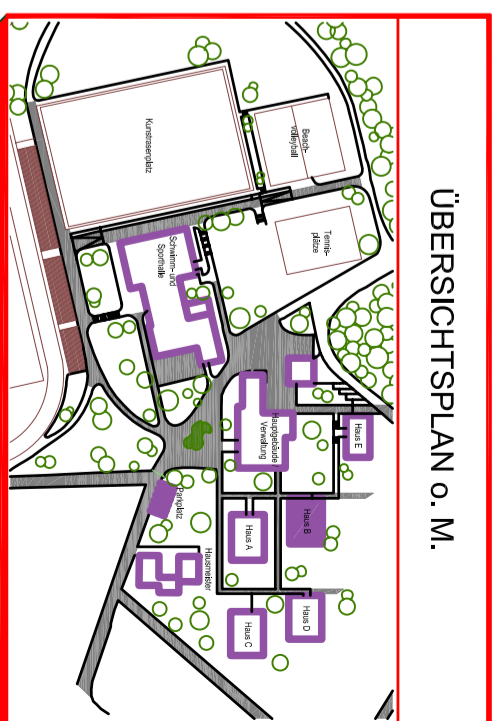 ÜBERSICHTSPLAN o. M.
Kunstrasenplatz
Beach-
Volleyball
Tennis-
plätze
Schwimm- und
Sporthalle
Hauptgebäude /
Verwaltung
Haus E
Haus B
Haus A
Haus D
Haus C
Parkplatz
Hausmeister